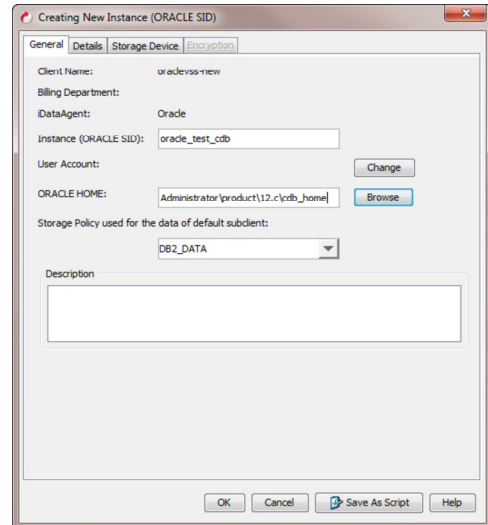 Creating New Instance (ORACLE SID)
General Details Storage Device Encryption
Client Name: oraclevss-new
Billing Department:
iDataAgent: Oracle
Instance (ORACLE SID): oracle_test_cdb
User Account: Change
ORACLE HOME: Administrator\product\12.c\cdb_home Browse
Storage Policy used for the data of default subclient:
DB2_DATA
Description
OK Cancel Save As Script Help